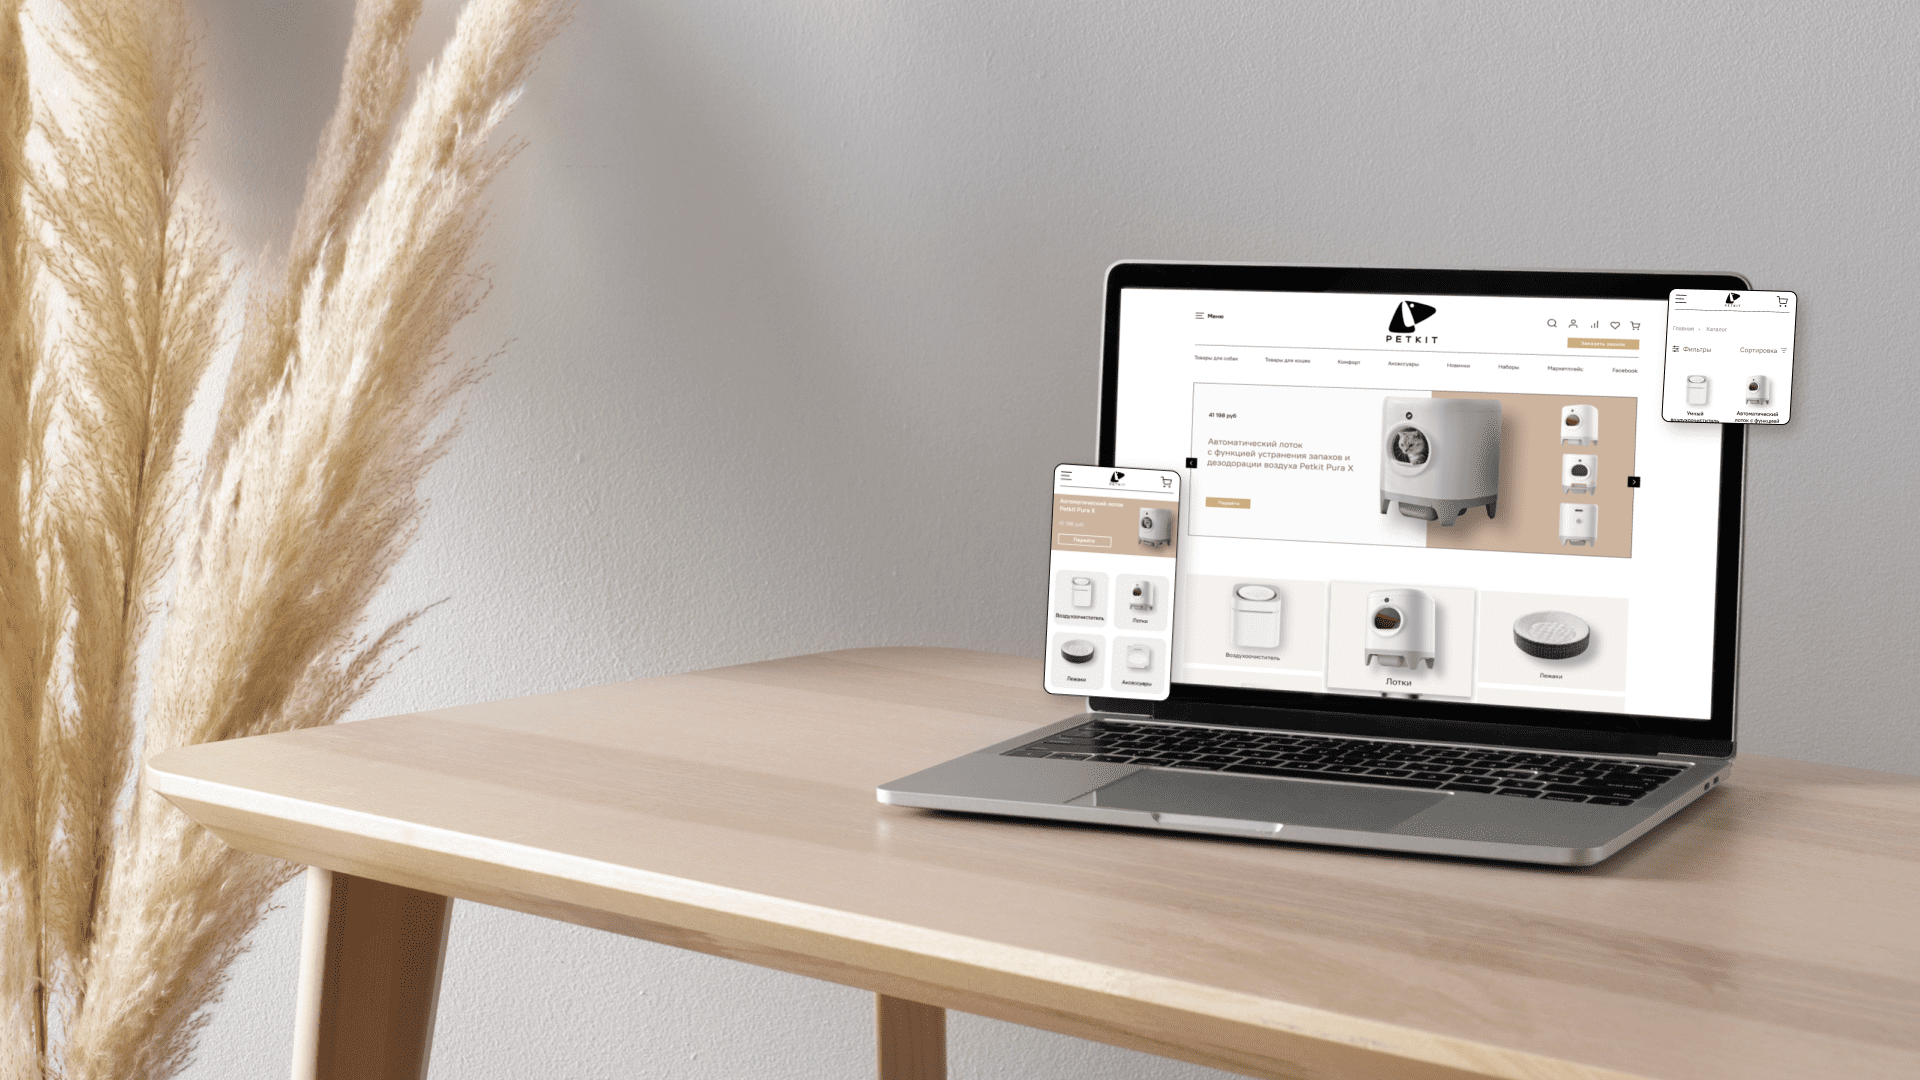 Меню
PETKIT
Заказать звонок
Товары для собак
Товары для кошек
Комфорт
Аксессуары
Новинки
Наборы
Маркетплейс
Facebook
41 198 руб
Автоматический лоток
с функцией устранения запахов и
дезодорации воздуха Petkit Pura X
Перейти
Воздухоочиститель
Лотки
Лежаки
PETKIT
Автоматический лоток
Petkit Pura X
41 198 руб
Перейти
Воздухоочиститель
Лотки
Лежаки
Аксессуары
PETKIT
Главная
Каталог
Фильтры
Сортировка
Умный
воздухоочиститель
Автоматический
лоток с функцией